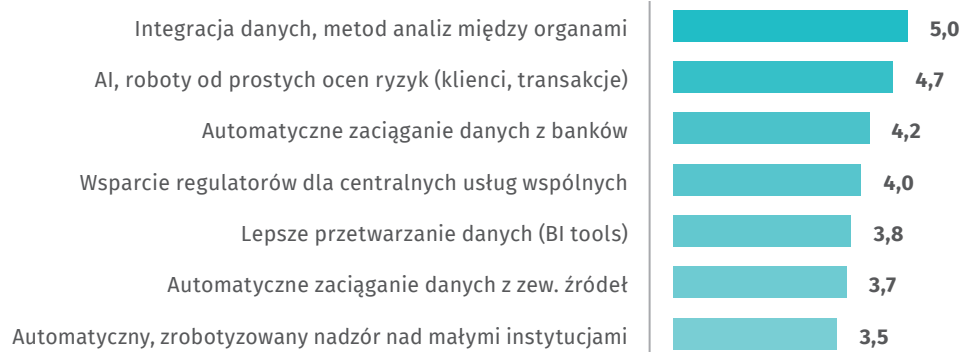 Integracja danych, metod analiz między organami 5,0
AI, roboty od prostych ocen ryzyk (klienci, transakcje) 4,7
Automatyczne zaciąganie danych z banków 4,2
Wsparcie regulatorów dla centralnych usług wspólnych 4,0
Lepsze przetwarzanie danych (BI tools) 3,8
Automatyczne zaciąganie danych z zew. źródeł 3,7
Automatyczny, zrobotyzowany nadzór nad małymi instytucjami 3,5